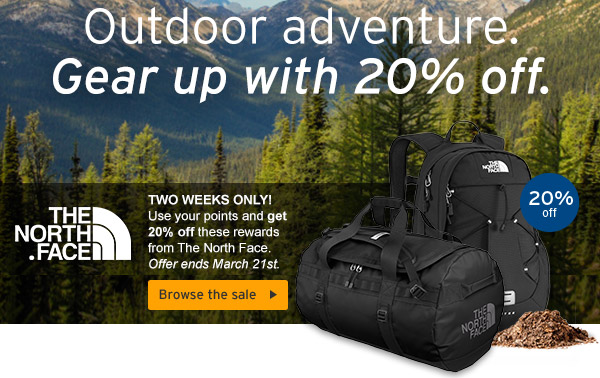 Outdoor adventure.
Gear up with 20% off.
THE
NORTH
.FACE
TWO WEEKS ONLY!
Use your points and get
20% off these rewards
from The North Face.
Offer ends March 21st.
Browse the sale
THE
NORTH
FACE
20%
off
THE
NORTH
FACE